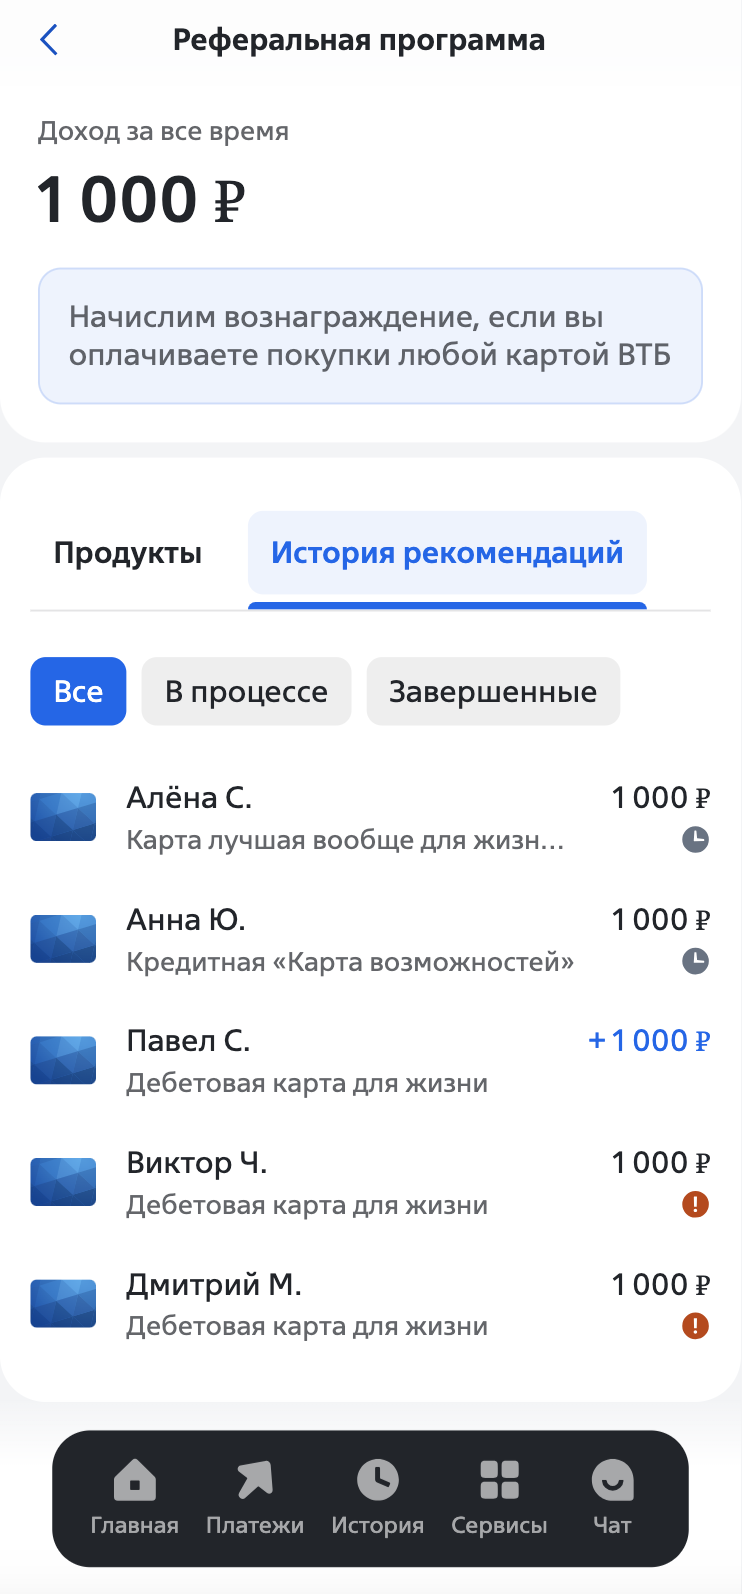 Реферальная программа
Доход за все время
1 000 ₽
Начислим вознаграждение, если вы
оплачиваете покупки любой картой ВТБ
Продукты
История рекомендаций
Все
В процессе
Завершенные
Алёна С.
1 000 ₽
Карта лучшая вообще для жизн...
Анна Ю.
1 000 ₽
Кредитная «Карта возможностей»
Павел С.
+ 1 000 ₽
Дебетовая карта для жизни
Виктор Ч.
1 000 ₽
Дебетовая карта для жизни
Дмитрий М.
1 000 ₽
Дебетовая карта для жизни
Главная
Платежи
История
Сервисы
Чат